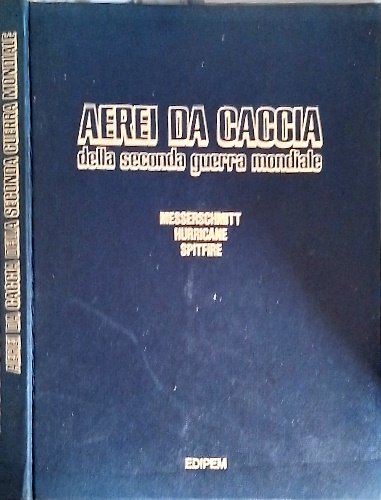 AEREI DA CACCIA DELLA SECONDA GUERRA MONDIALE
AEREI DA CACCIA
della seconda guerra mondiale
MESSERSCHMITT
HURRICANE
SPITFIRE
EDIPEM